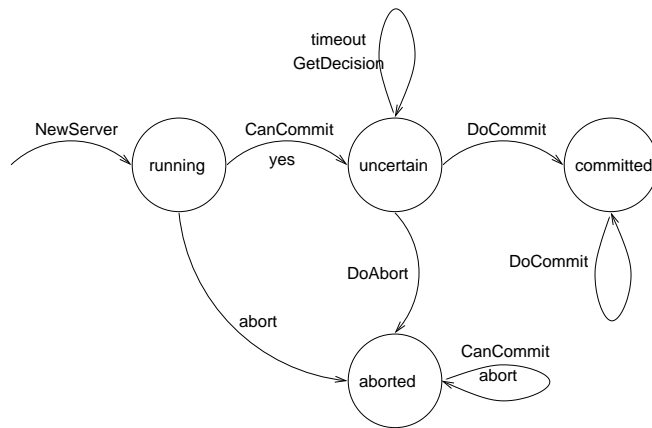 timeout
GetDecision
NewServer
CanCommit
DoCommit
running
yes
uncertain
committed
DoCommit
DoAbort
abort
CanCommit
aborted
abort